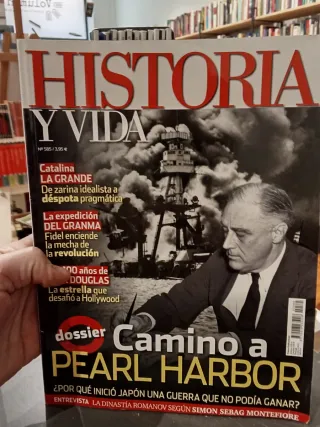 HISTORIA
Y VIDA
Nº 585 / 3,95 €
Catalina
LA GRANDE
De zarina idealista a
déspota pragmática
La expedición
DEL GRANMA
Fidel enciende
la mecha de
la revolución
00 años de
DOUGLAS
La estrella que
desafió a Hollywood
dossier
Camino a
PEARL HARBOR
¿POR QUÉ INICIÓ JAPÓN UNA GUERRA QUE NO PODÍA GANAR?
ENTREVISTA LA DINASTÍA ROMANOV SEGÚN SIMON SEBAG MONTEFIORE